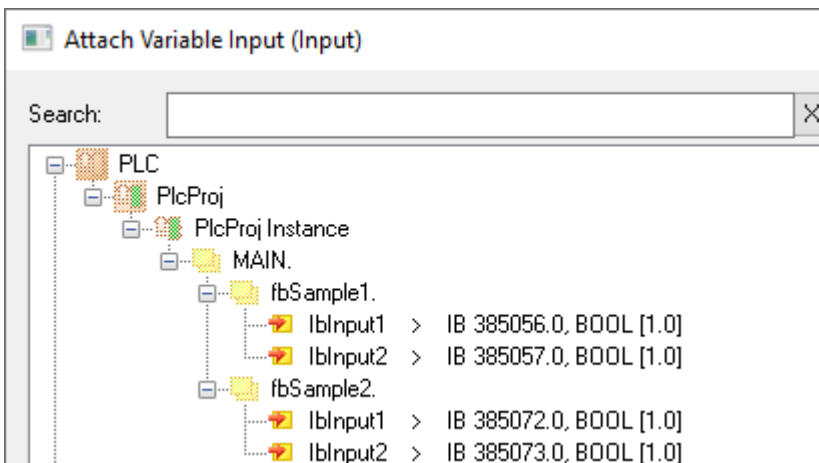 Attach Variable Input (Input)
Search:
PLC
PlcProj
PlcProj Instance
MAIN.
fbSample1.
IbInput1 > IB 385056.0, BOOL [1.0]
IbInput2 > IB 385057.0, BOOL [1.0]
fbSample2.
IbInput1 > IB 385072.0, BOOL [1.0]
IbInput2 > IB 385073.0, BOOL [1.0]